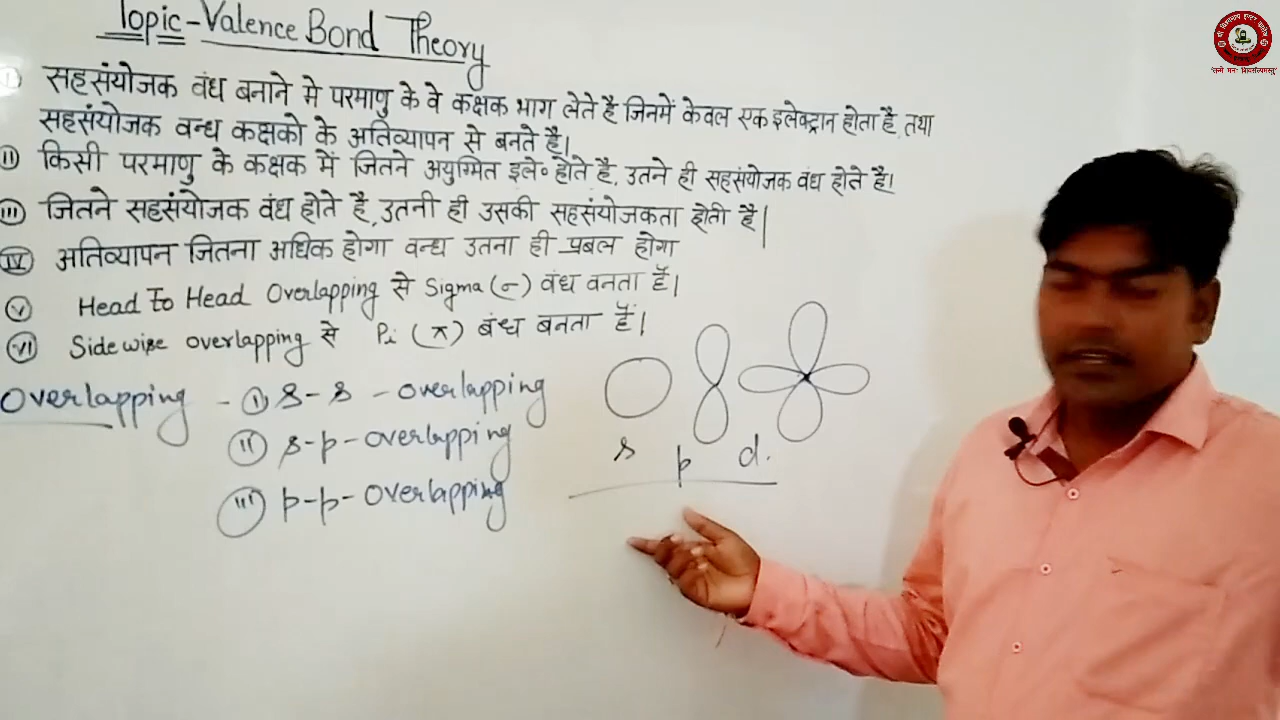 Topic-Valence Bond Theory
I सहसंयोजक वंध बनाने मे परमाणु के वे कक्षक भाग लेते है जिनमें केवल एक इलेक्ट्रान होता है, तथा
सहसंयोजक वन्ध कक्षको के अतिव्यापन से बनते है।
II किसी परमाणु के कक्षक में जितने अयुग्मित इले० होते है, उतने ही सहसंयोजक वंध होते है।
III जितने सहसंयोजक वंध होते है, उतनी ही उसकी सहसंयोजकता होती है।
IV अतिव्यापन जितना अधिक होगा वन्ध उतना ही प्रबल होगा
V Head to Head Overlapping से Sigma (σ) वंध वनता हैं।
VI Sidewise overlapping से Pi (π) बंध बनता हैं।
Overlapping - I s-s - overlapping
II s-p-overlapping
III p-p-overlapping
s p d.